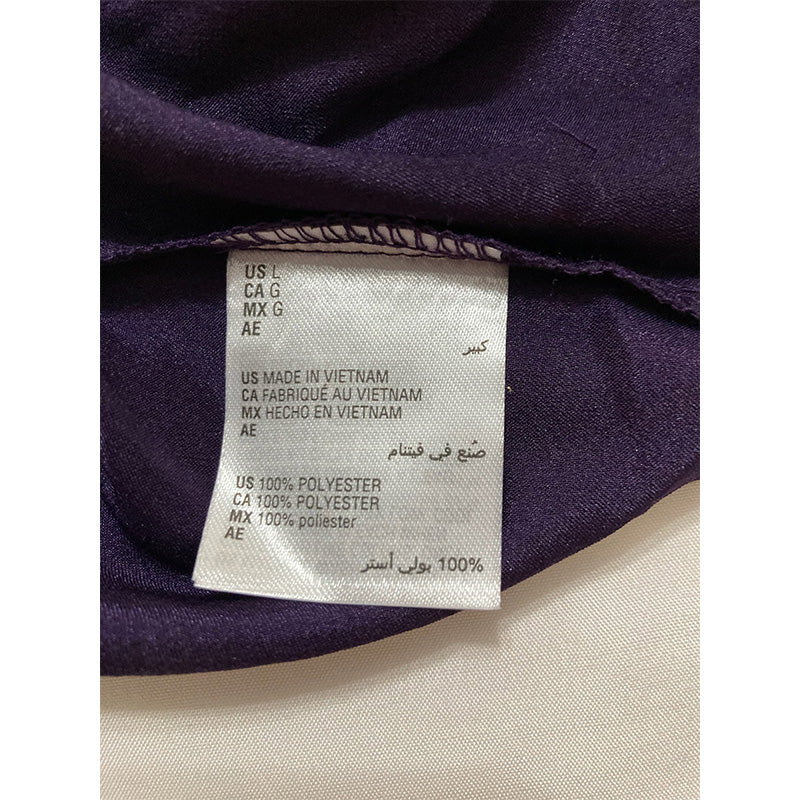 US L
CA G
MX G
AE
كبير
US MADE IN VIETNAM
CA FABRIQUÉ AU VIETNAM
MX HECHO EN VIETNAM
AE
صُنع في فيتنام
US 100% POLYESTER
CA 100% POLYESTER
MX 100% poliester
AE
100% بولي أستر